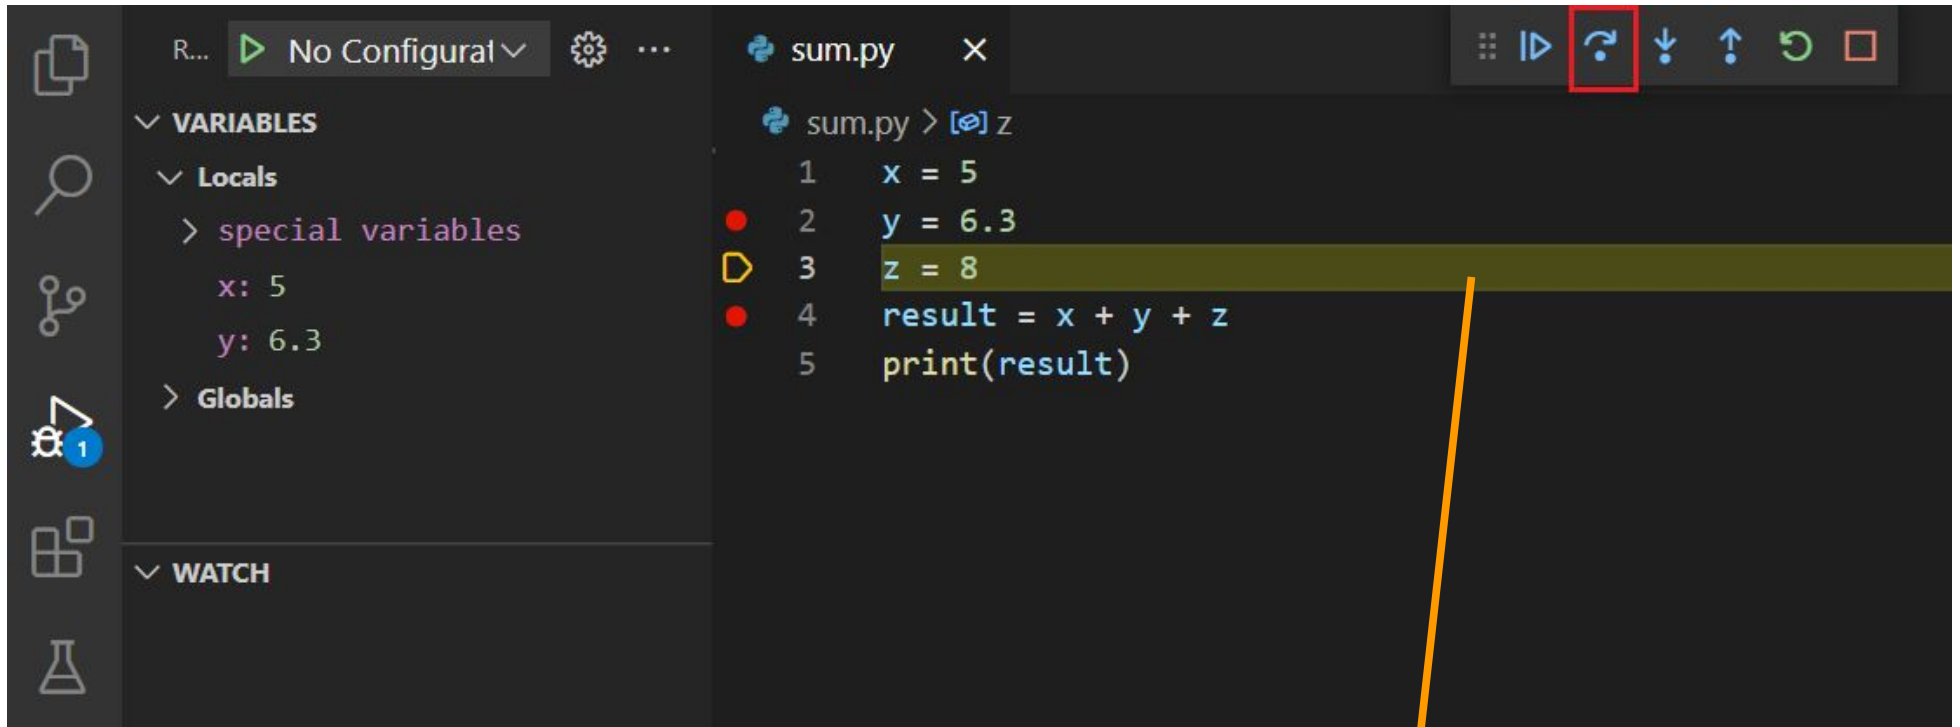 R... No Configurat
VARIABLES
Locals
special variables
x: 5
y: 6.3
Globals
1
WATCH
sum.py
sum.py > z
1 x = 5
2 y = 6.3
3 z = 8
4 result = x + y + z
5 print(result)